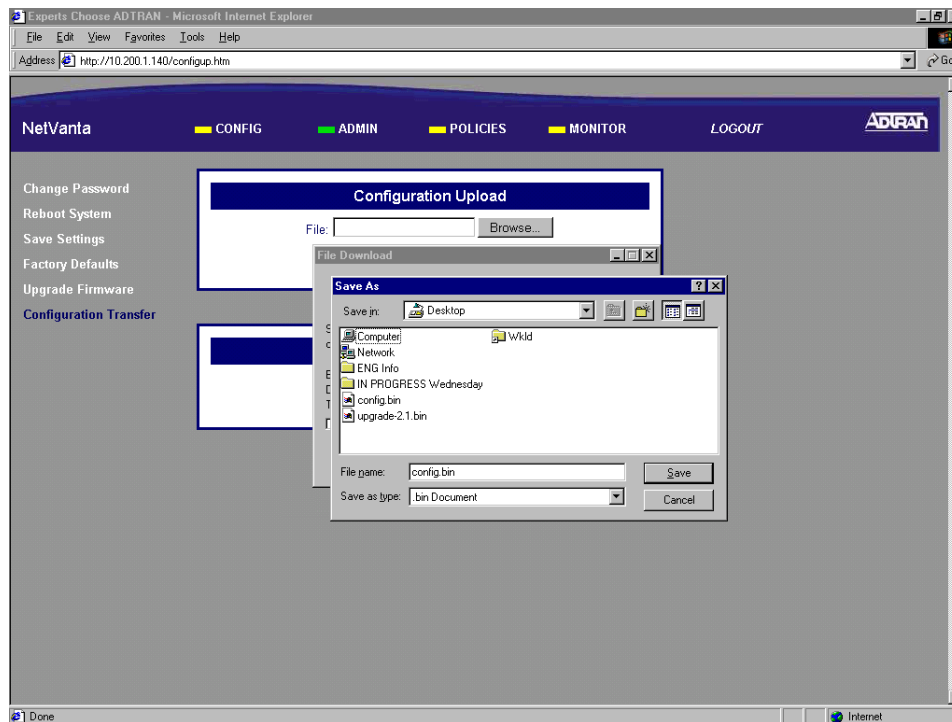 Experts Choose ADTRAN - Microsoft Internet Explorer
File Edit View Favorites Tools Help
Address http://10.200.1.140/configup.htm Go
NetVanta CONFIG ADMIN POLICIES MONITOR LOGOUT ADTRAN
Change Password
Reboot System
Save Settings
Factory Defaults
Upgrade Firmware
Configuration Transfer
Configuration Upload
File: Browse...
File Download
Save As
Save in: Desktop
Computer
Network
ENG Info
IN PROGRESS Wednesday
config.bin
upgrade-2.1.bin
Wkld
File name: config.bin Save
Save as type: .bin Document Cancel
Done Internet